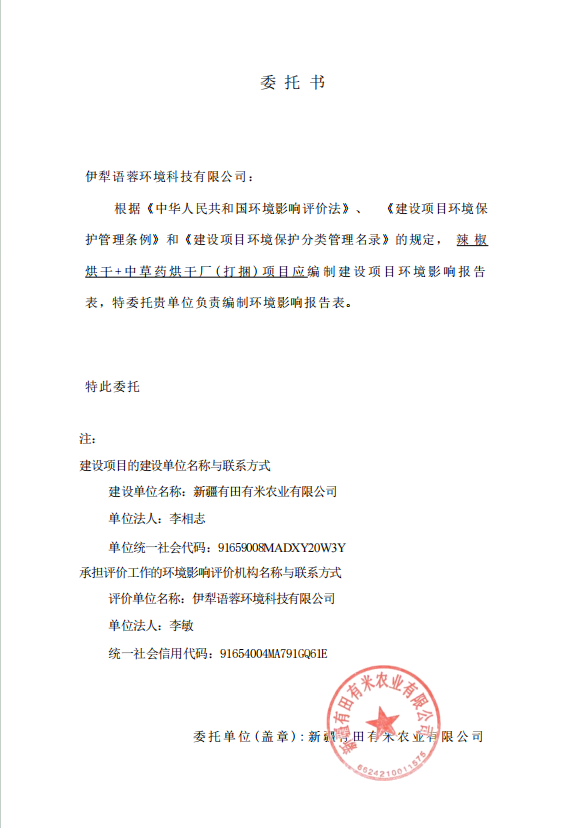 委 托 书
伊犁语蓉环境科技有限公司：
根据《中华人民共和国环境影响评价法》、 《建设项目环境保
护管理条例》和《建设项目环境保护分类管理名录》的规定， 辣 椒
烘干+中草药烘干厂(打捆)项目应编制建设项目环境影响报告
表，特委托贵单位负责编制环境影响报告表。
特此委托
注：
建设项目的建设单位名称与联系方式
建设单位名称：新疆有田有米农业有限公司
单位法人：李相志
单位统一社会代码：91659008MADXY20W3Y
承担评价工作的环境影响评价机构名称与联系方式
评价单位名称：伊犁语蓉环境科技有限公司
单位法人：李敏
统一社会信用代码：91654004MA791GQ61E
新疆有田有米农业有限公司
委托单位(盖章)：新疆有田有米农业有限公司
6524210011575